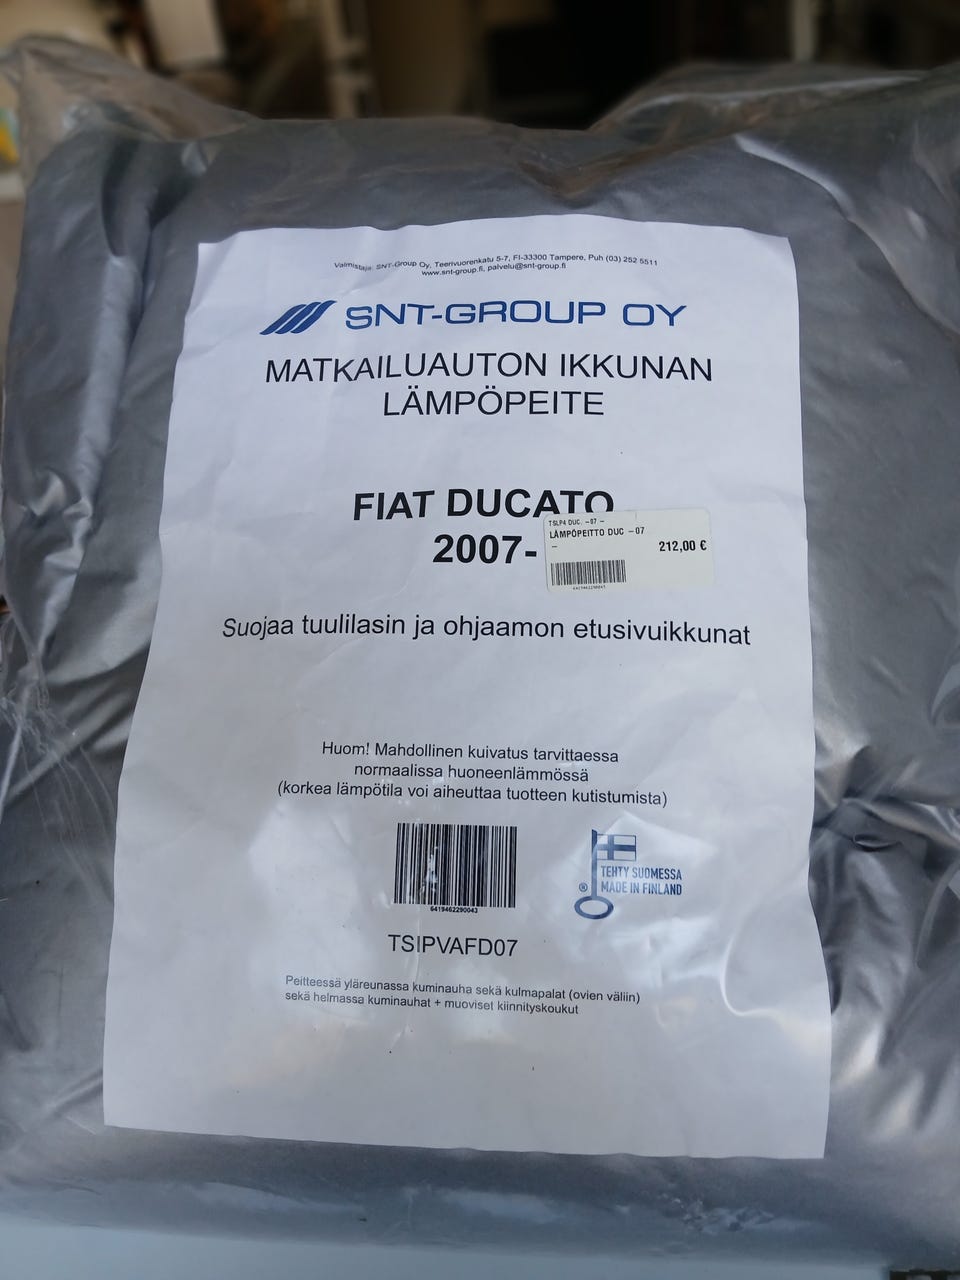 Valmistaja: SNT-Group Oy, Teerivuorenkatu 5-7, FI-33300 Tampere, Puh (03) 252 5511
www.snt-group.fi, palvelu@snt-group.fi
SNT-GROUP OY
MATKAILUAUTON IKKUNAN
LÄMPÖPEITE
FIAT DUCATO
2007-
TSLP4 DUC. -07 -
LÄMPÖPEITTO DUC -07
-
212,00 €
Suojaa tuulilasin ja ohjaamon etusivuikkunat
Huom! Mahdollinen kuivatus tarvittaessa
normaalissa huoneenlämmössä
(korkea lämpötila voi aiheuttaa tuotteen kutistumista)
6419462290043
® TEHTY SUOMESSA
MADE IN FINLAND
TSIPVAFD07
Peitteessä yläreunassa kuminauha sekä kulmapalat (ovien väliin)
sekä helmassa kuminauhat + muoviset kiinnityskoukut